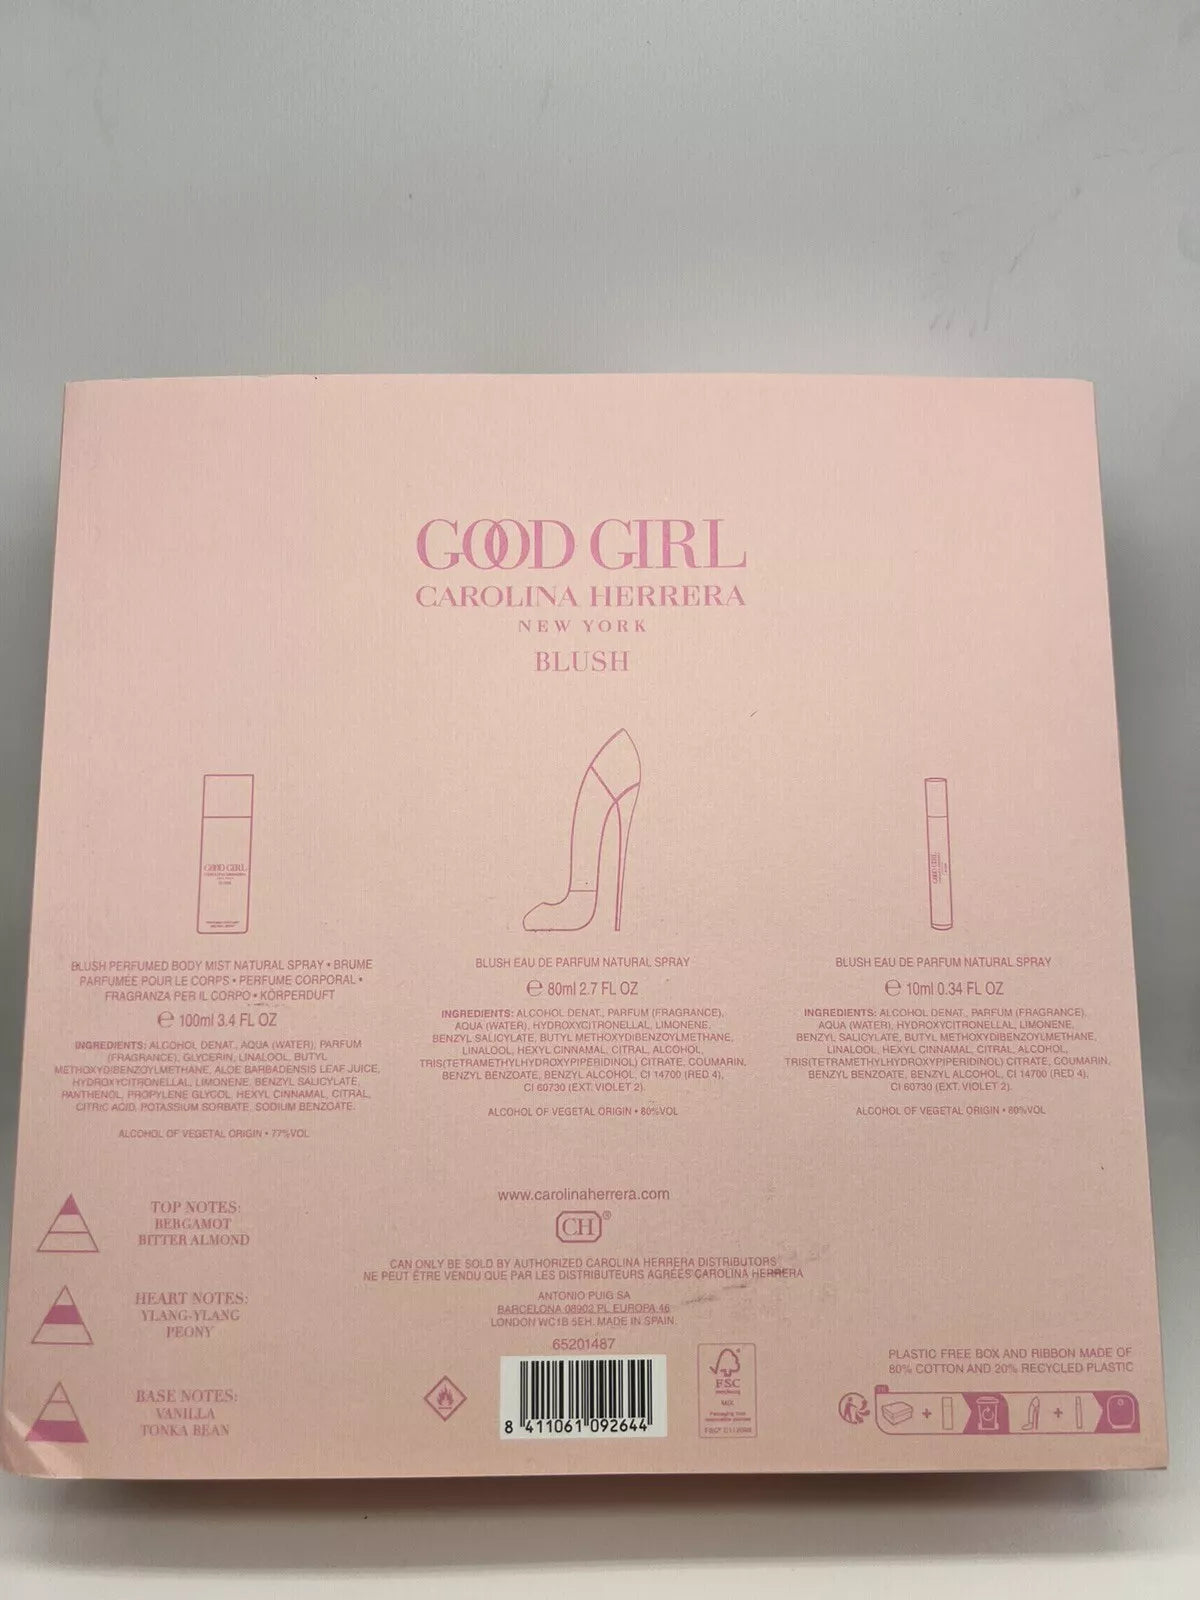 GOOD GIRL
CAROLINA HERRERA
NEW YORK
BLUSH
GOOD GIRL
BLUSH PERFUMED BODY MIST NATURAL SPRAY • BRUME
PARFUMÉE POUR LE CORPS • PERFUME CORPORAL •
FRAGRANZA PER IL CORPO • KÖRPERDUFT
℮ 100ml 3.4 FL OZ
INGREDIENTS: ALCOHOL DENAT., AQUA (WATER), PARFUM
(FRAGRANCE), GLYCERIN, LINALOOL, BUTYL
METHOXYDIBENZOYLMETHANE, ALOE BARBADENSIS LEAF JUICE,
HYDROXYCITRONELLAL, LIMONENE, BENZYL SALICYLATE,
PANTHENOL, PROPYLENE GLYCOL, HEXYL CINNAMAL, CITRAL,
CITRIC ACID, POTASSIUM SORBATE, SODIUM BENZOATE.
ALCOHOL OF VEGETAL ORIGIN • 77%VOL
BLUSH EAU DE PARFUM NATURAL SPRAY
℮ 80ml 2.7 FL OZ
INGREDIENTS: ALCOHOL DENAT., PARFUM (FRAGRANCE),
AQUA (WATER), HYDROXYCITRONELLAL, LIMONENE,
BENZYL SALICYLATE, BUTYL METHOXYDIBENZOYLMETHANE,
LINALOOL, HEXYL CINNAMAL, CITRAL, ALCOHOL,
TRIS(TETRAMETHYLHYDROXYPIPERIDINOL) CITRATE, COUMARIN,
BENZYL BENZOATE, BENZYL ALCOHOL, CI 14700 (RED 4),
CI 60730 (EXT. VIOLET 2).
ALCOHOL OF VEGETAL ORIGIN • 80%VOL
GOOD GIRL
BLUSH EAU DE PARFUM NATURAL SPRAY
℮ 10ml 0.34 FL OZ
INGREDIENTS: ALCOHOL DENAT., PARFUM (FRAGRANCE),
AQUA (WATER), HYDROXYCITRONELLAL, LIMONENE,
BENZYL SALICYLATE, BUTYL METHOXYDIBENZOYLMETHANE,
LINALOOL, HEXYL CINNAMAL, CITRAL, ALCOHOL,
TRIS(TETRAMETHYLHYDROXYPIPERIDINOL) CITRATE, COUMARIN,
BENZYL BENZOATE, BENZYL ALCOHOL, CI 14700 (RED 4),
CI 60730 (EXT. VIOLET 2).
ALCOHOL OF VEGETAL ORIGIN • 80%VOL
TOP NOTES:
BERGAMOT
BITTER ALMOND
HEART NOTES:
YLANG-YLANG
PEONY
BASE NOTES:
VANILLA
TONKA BEAN
www.carolinaherrera.com
CH®
CAN ONLY BE SOLD BY AUTHORIZED CAROLINA HERRERA DISTRIBUTORS
NE PEUT ÊTRE VENDU QUE PAR LES DISTRIBUTEURS AGRÉÉS CAROLINA HERRERA
ANTONIO PUIG SA
BARCELONA 08902 PL. EUROPA 46
LONDON WC1B 5EH. MADE IN SPAIN.
65201487
8 411061 092644
FSC
MIX
PLASTIC FREE BOX AND RIBBON MADE OF
80% COTTON AND 20% RECYCLED PLASTIC